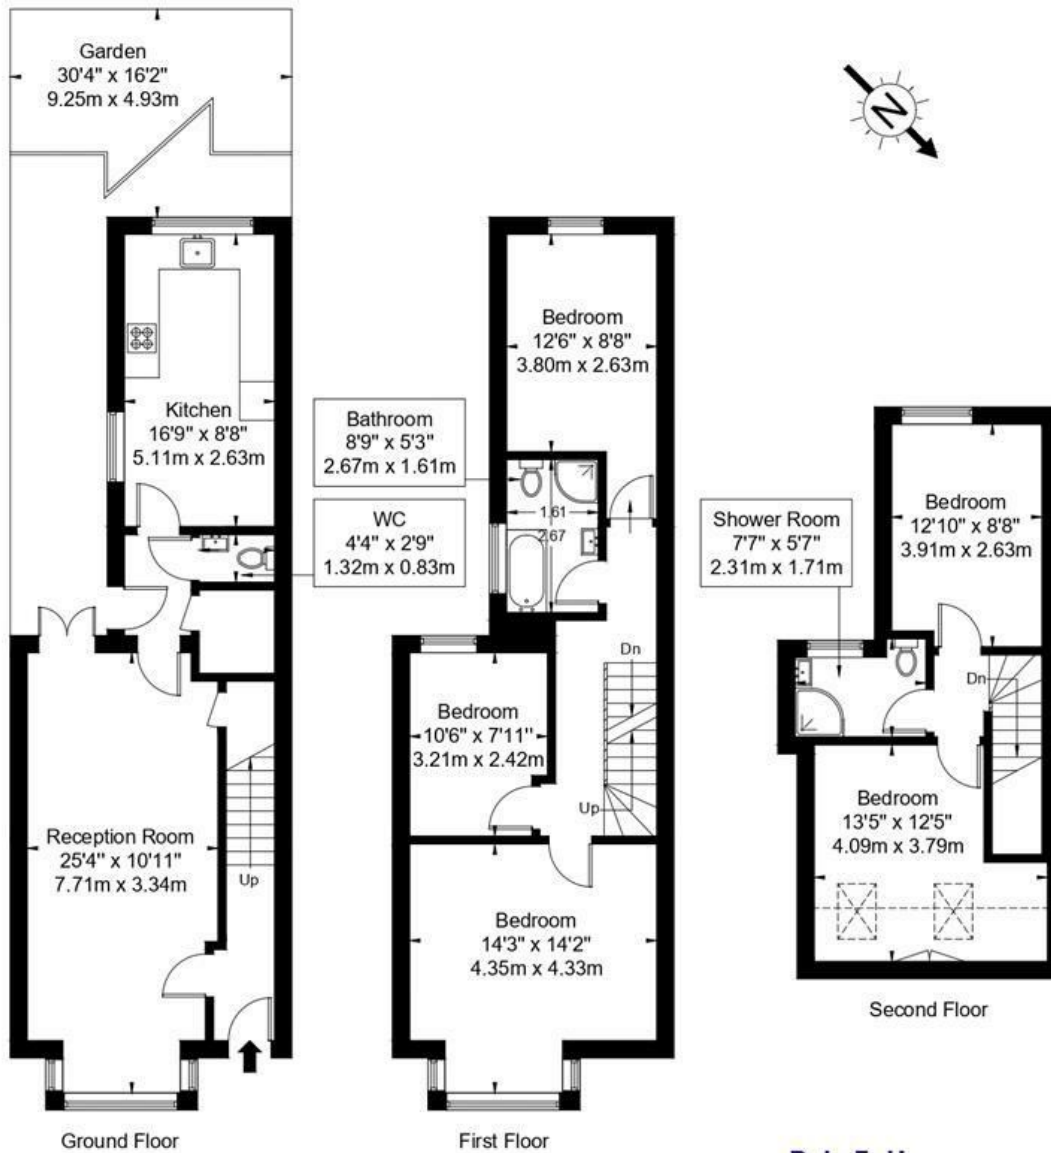 Garden
30'4" x 16'2"
9.25m x 4.93m
N
Kitchen
16'9" x 8'8"
5.11m x 2.63m
Bathroom
8'9" x 5'3"
2.67m x 1.61m
WC
4'4" x 2'9"
1.32m x 0.83m
Reception Room
25'4" x 10'11"
7.71m x 3.34m
Up
Ground Floor
Bedroom
12'6" x 8'8"
3.80m x 2.63m
1.61
2.67
Dn
Bedroom
10'6" x 7'11"
3.21m x 2.42m
Up
Bedroom
14'3" x 14'2"
4.35m x 4.33m
First Floor
Shower Room
7'7" x 5'7"
2.31m x 1.71m
Bedroom
12'10" x 8'8"
3.91m x 2.63m
Dn
Bedroom
13'5" x 12'5"
4.09m x 3.79m
Second Floor